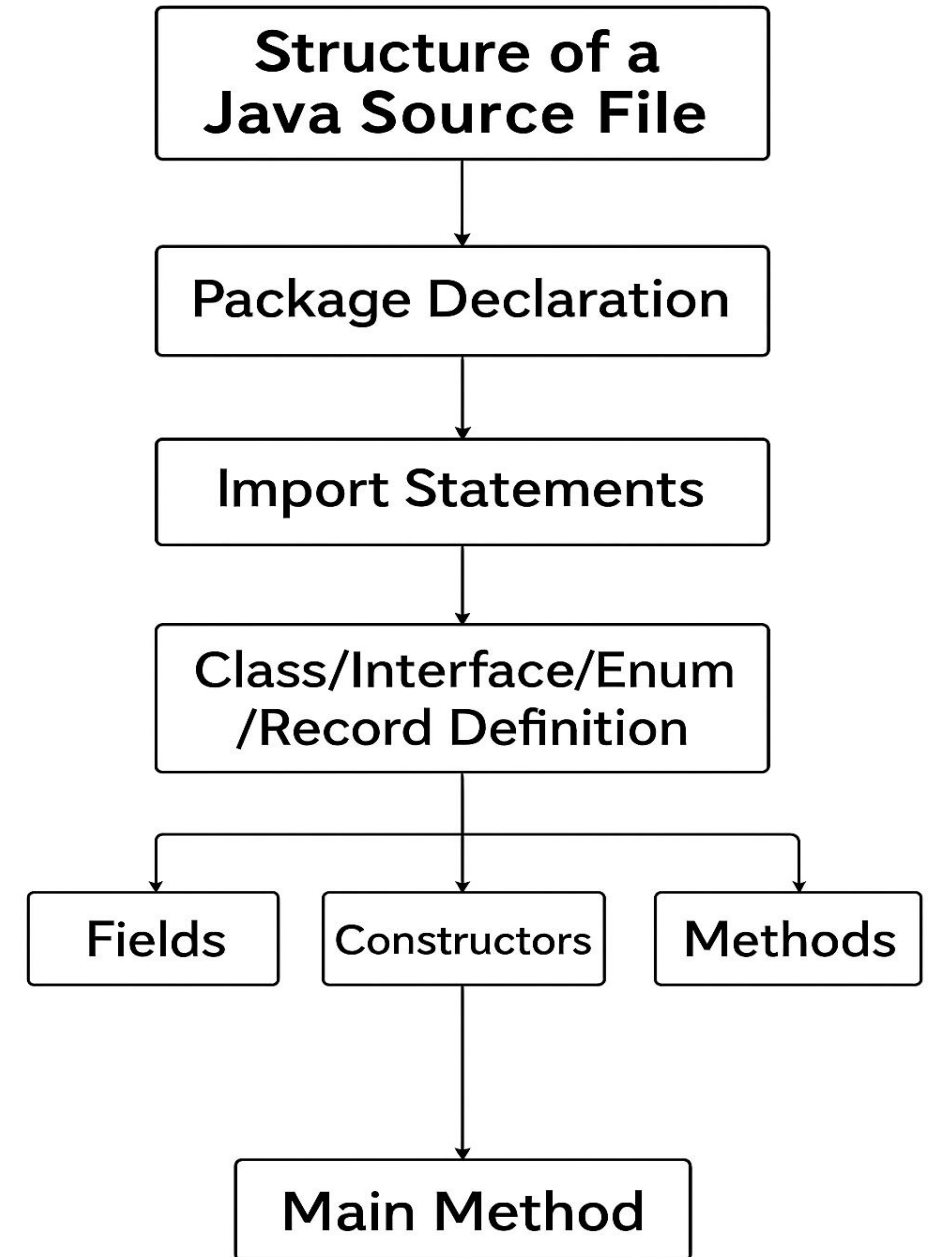 Structure of a
Java Source File
Package Declaration
Import Statements
Class/Interface/Enum
/Record Definition
Fields
Constructors
Methods
Main Method